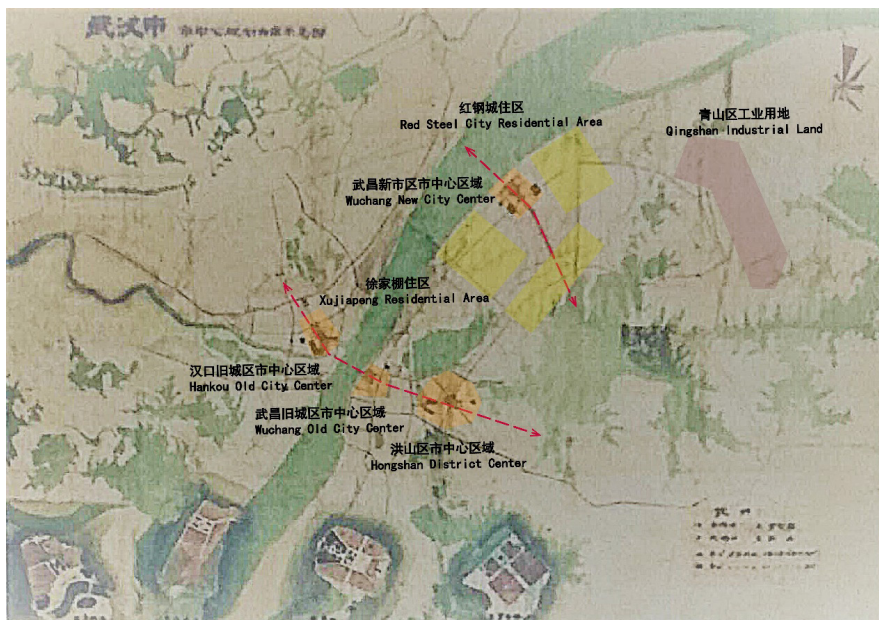 武汉市
红钢城住区
Red Steel City Residential Area
青山区工业用地
Qingshan Industrial Land
武昌新市区市中心区域
Wuchang New City Center
徐家棚住区
Xujiapeng Residential Area
汉口旧城区市中心区域
Hankou Old City Center
武昌旧城区市中心区域
Wuchang Old City Center
洪山区市中心区域
Hongshan District Center